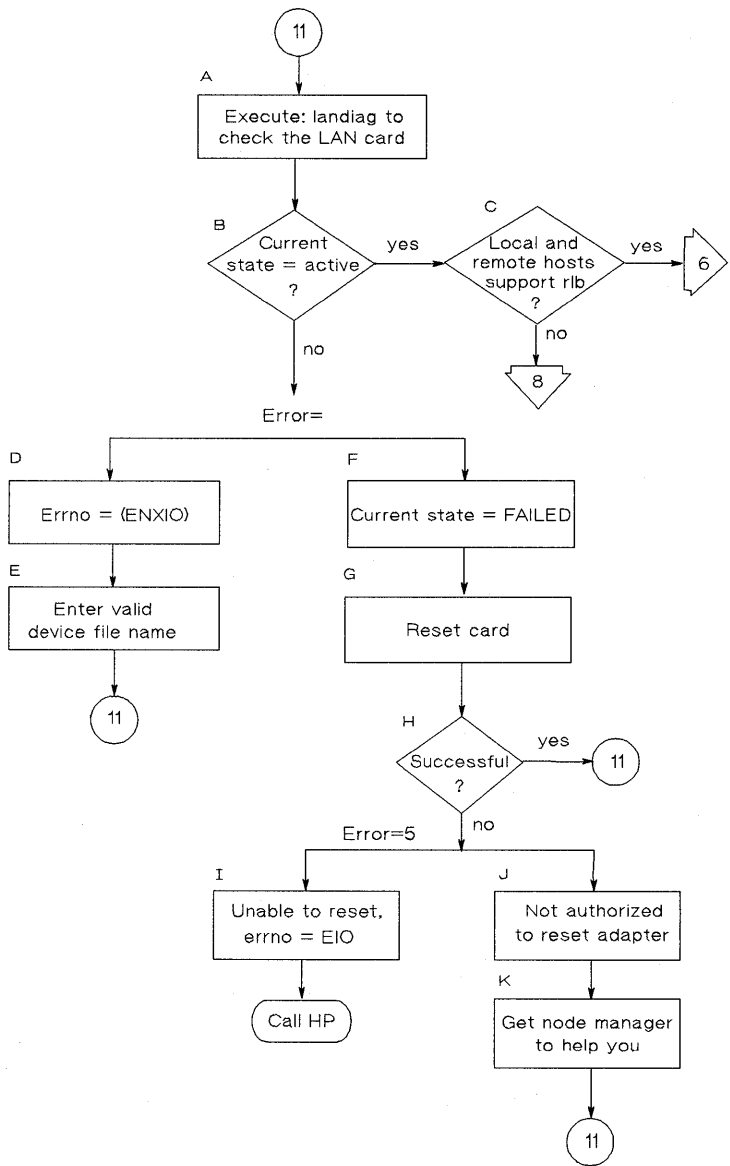 11
A
Execute: landiag to
check the LAN card
B
Current
state = active
?
yes
C
Local and
remote hosts
support rlb
?
yes
6
no
8
no
Error=
D
Errno = (ENXIO)
E
Enter valid
device file name
11
F
Current state = FAILED
G
Reset card
H
Successful
?
yes
11
no
Error=5
I
Unable to reset,
errno = EIO
Call HP
J
Not authorized
to reset adapter
K
Get node manager
to help you
11